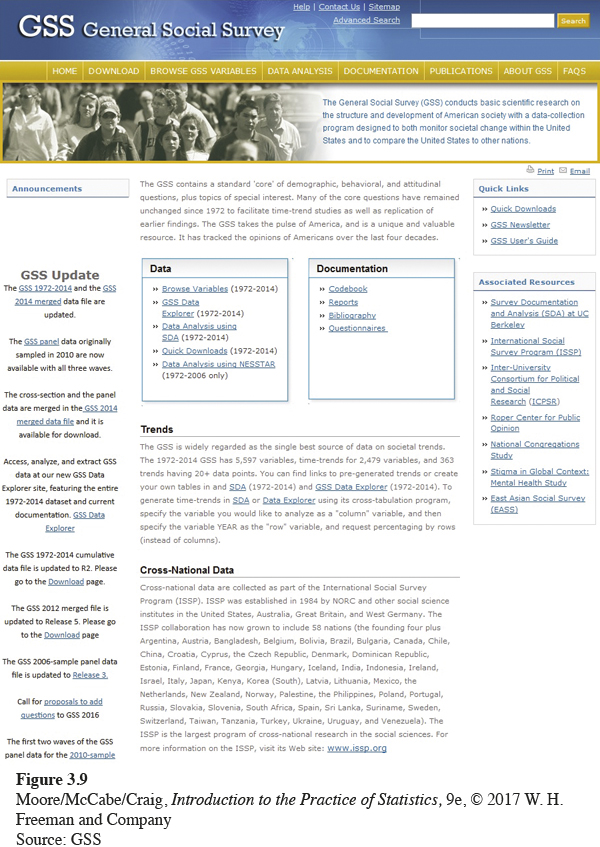 GSS General Social Survey
Help | Contact Us | Sitemap
Advanced Search
Search
HOME DOWNLOAD BROWSE GSS VARIABLES DATA ANALYSIS DOCUMENTATION PUBLICATIONS ABOUT GSS FAQS
The General Social Survey (GSS) conducts basic scientific research on
the structure and development of American society with a data-collection
program designed to both monitor societal change within the United
States and to compare the United States to other nations.
Print Email
Announcements
GSS Update
The GSS 1972-2014 and the GSS
2014 merged data file are
updated.
The GSS panel data originally
sampled in 2010 are now
available with all three waves.
The cross-section and the panel
data are merged in the GSS 2014
merged data file and it is
available for download.
Access, analyze, and extract GSS
data at our new GSS Data
Explorer site, featuring the entire
1972-2014 dataset and current
documentation. GSS Data
Explorer
The GSS 1972-2014 cumulative
data file is updated to R2. Please
go to the Download page.
The GSS 2012 merged file is
updated to Release 5. Please go
to the Download page
The GSS 2006-sample panel data
file is updated to Release 3.
Call for proposals to add
questions to GSS 2016
The first two waves of the GSS
panel data for the 2010-sample
The GSS contains a standard 'core' of demographic, behavioral, and attitudinal
questions, plus topics of special interest. Many of the core questions have remained
unchanged since 1972 to facilitate time-trend studies as well as replication of
earlier findings. The GSS takes the pulse of America, and is a unique and valuable
resource. It has tracked the opinions of Americans over the last four decades.
Data
›› Browse Variables (1972-2014)
›› GSS Data
Explorer (1972-2014)
›› Data Analysis using
SDA (1972-2014)
›› Quick Downloads (1972-2014)
›› Data Analysis using NESSTAR
(1972-2006 only)
Documentation
›› Codebook
›› Reports
›› Bibliography
›› Questionnaires
Trends
The GSS is widely regarded as the single best source of data on societal trends.
The 1972-2014 GSS has 5,597 variables, time-trends for 2,479 variables, and 363
trends having 20+ data points. You can find links to pre-generated trends or create
your own tables in and SDA (1972-2014) and GSS Data Explorer (1972-2014). To
generate time-trends in SDA or Data Explorer using its cross-tabulation program,
specify the variable you would like to analyze as a "column" variable, and then
specify the variable YEAR as the "row" variable, and request percentaging by rows
(instead of columns).
Cross-National Data
Cross-national data are collected as part of the International Social Survey
Program (ISSP). ISSP was established in 1984 by NORC and other social science
institutes in the United States, Australia, Great Britain, and West Germany. The
ISSP collaboration has now grown to include 58 nations (the founding four plus
Argentina, Austria, Bangladesh, Belgium, Bolivia, Brazil, Bulgaria, Canada, Chile,
China, Croatia, Cyprus, the Czech Republic, Denmark, Dominican Republic,
Estonia, Finland, France, Georgia, Hungary, Iceland, India, Indonesia, Ireland,
Israel, Italy, Japan, Kenya, Korea (South), Latvia, Lithuania, Mexico, the
Netherlands, New Zealand, Norway, Palestine, the Philippines, Poland, Portugal,
Russia, Slovakia, Slovenia, South Africa, Spain, Sri Lanka, Suriname, Sweden,
Switzerland, Taiwan, Tanzania, Turkey, Ukraine, Uruguay, and Venezuela). The
ISSP is the largest program of cross-national research in the social sciences. For
more information on the ISSP, visit its Web site: www.issp.org
Quick Links
›› Quick Downloads
›› GSS Newsletter
›› GSS User's Guide
Associated Resources
›› Survey Documentation
and Analysis (SDA) at UC
Berkeley
›› International Social
Survey Program (ISSP)
›› Inter-University
Consortium for Political
and Social
Research (ICPSR)
›› Roper Center for Public
Opinion
›› National Congregations
Study
›› Stigma in Global Context:
Mental Health Study
›› East Asian Social Survey
(EASS)
Figure 3.9
Moore/McCabe/Craig, Introduction to the Practice of Statistics, 9e, © 2017 W. H.
Freeman and Company
Source: GSS